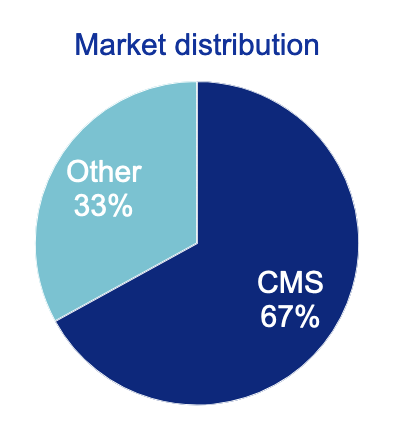 Market distribution
Other
33%
CMS
67%